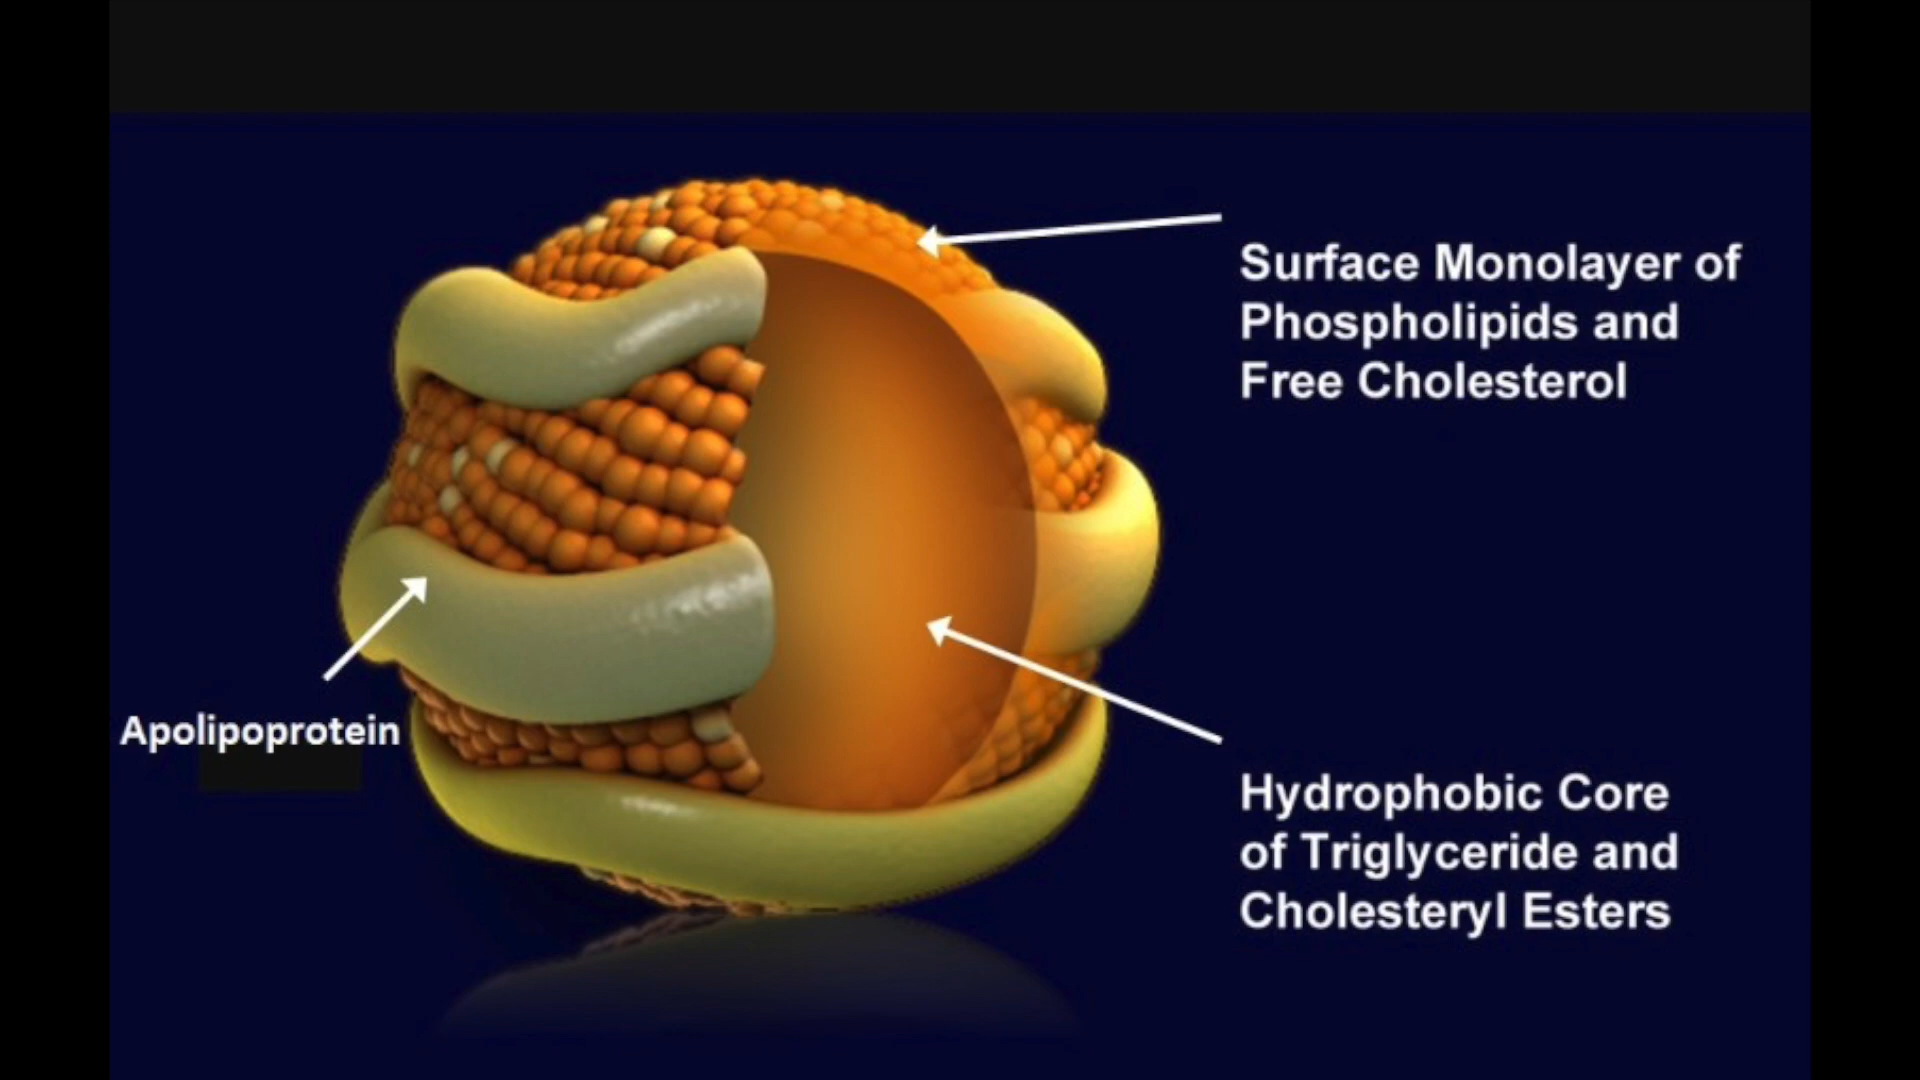 Surface Monolayer of
Phospholipids and
Free Cholesterol
Apolipoprotein
Hydrophobic Core
of Triglyceride and
Cholesteryl Esters